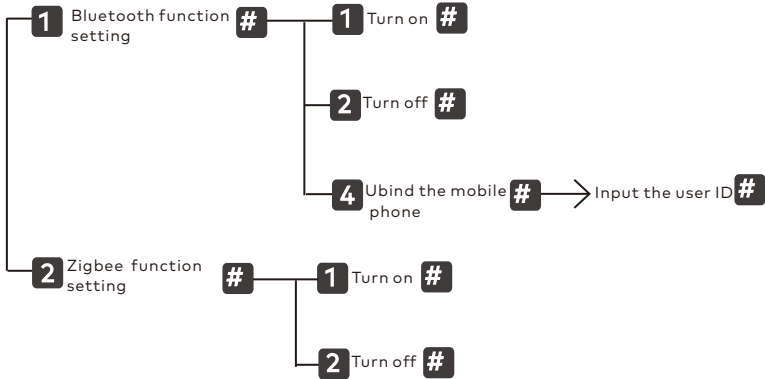 1 Bluetooth function # 1 Turn on #
setting
2 Turn off #
4 Ubind the mobile # Input the user ID #
phone
2 Zigbee function # 1 Turn on #
setting
2 Turn off #